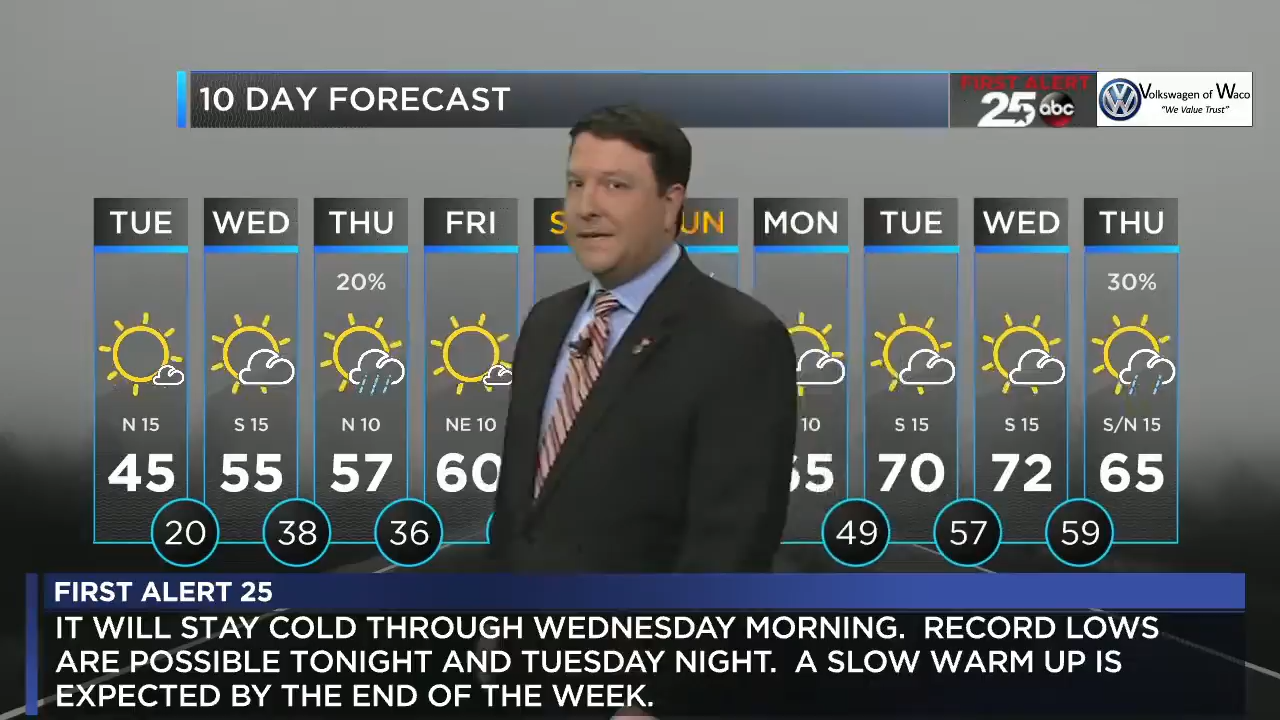 10 DAY FORECAST
FIRST ALERT
25 abc
Volkswagen of Waco
"We Value Trust"
TUE WED THU FRI MON TUE WED THU
20% 30%
N 15 S 15 N 10 NE 10 10 S 15 S 15 S/N 15
45 55 57 60 65 70 72 65
20 38 36 49 57 59
FIRST ALERT 25
IT WILL STAY COLD THROUGH WEDNESDAY MORNING. RECORD LOWS
ARE POSSIBLE TONIGHT AND TUESDAY NIGHT. A SLOW WARM UP IS
EXPECTED BY THE END OF THE WEEK.